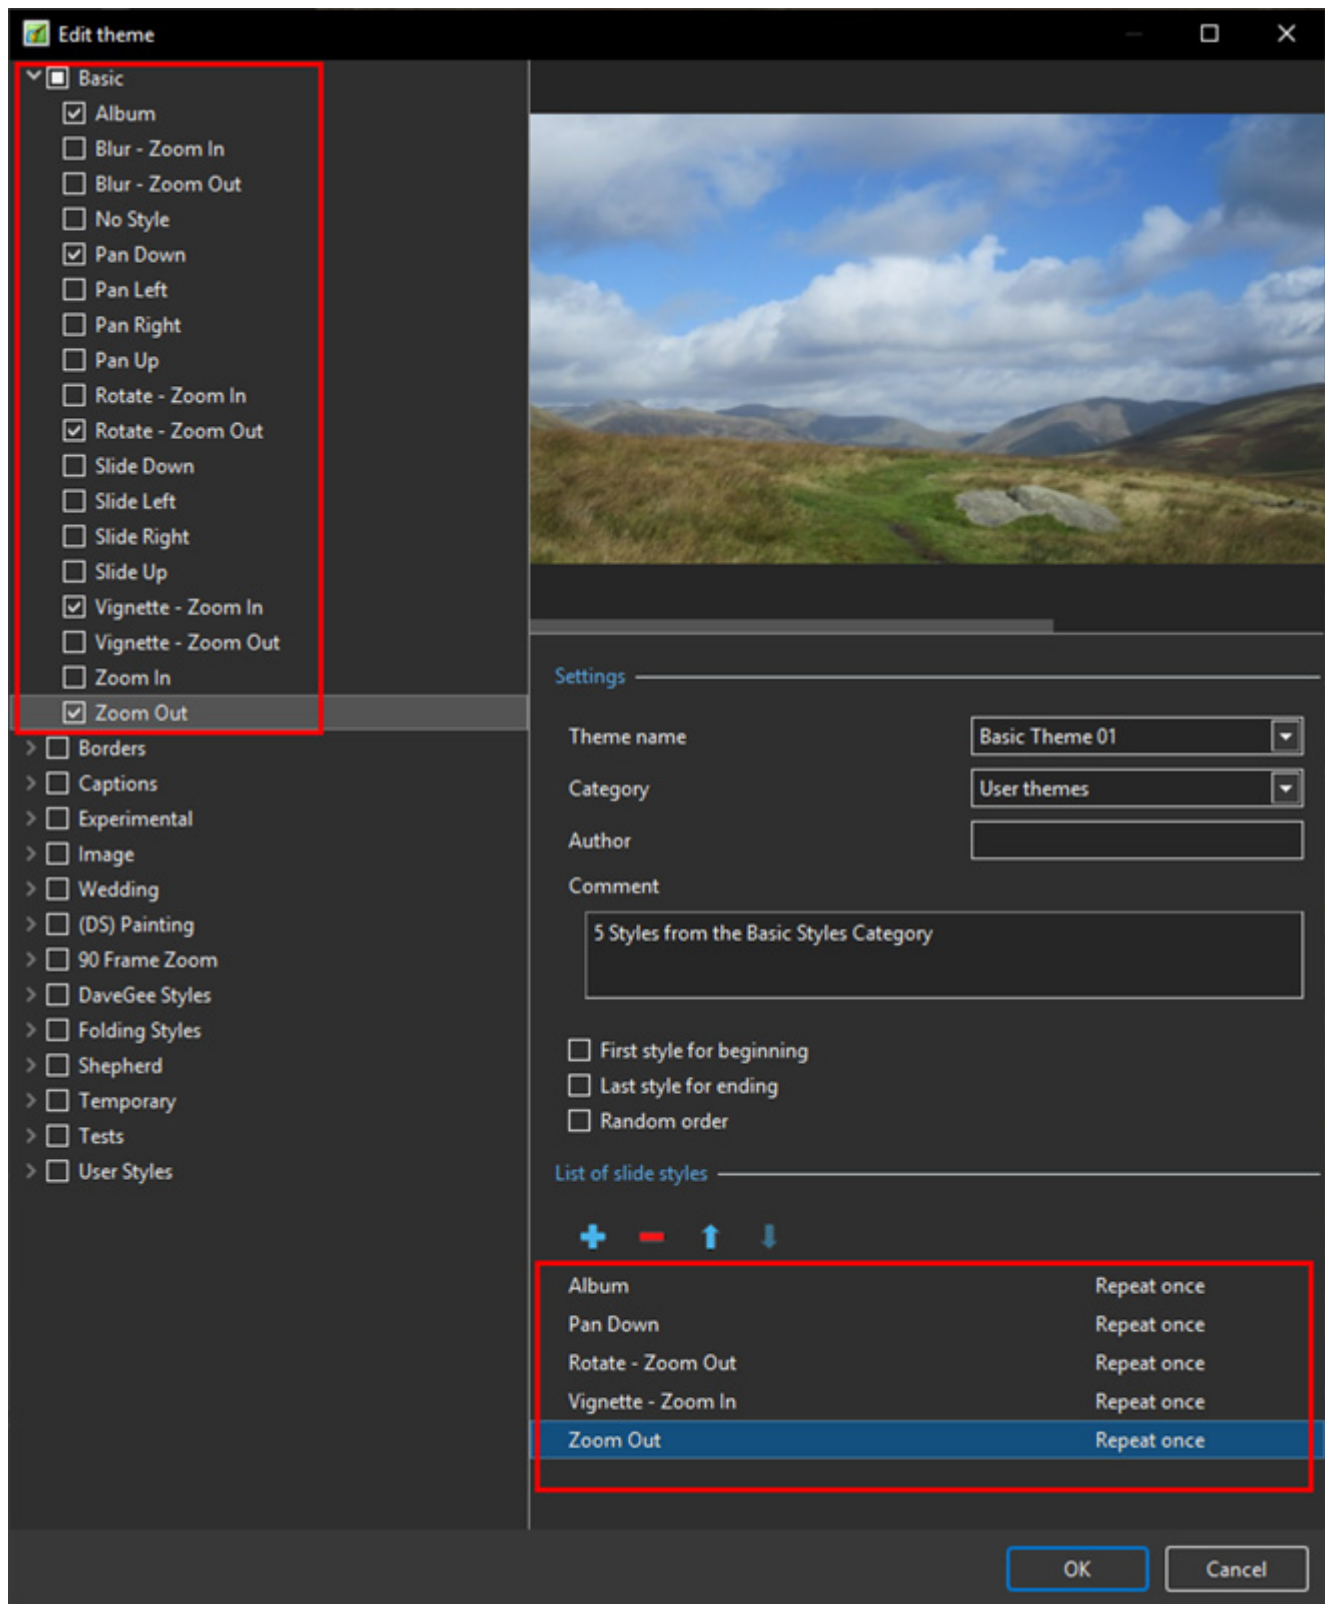 Edit theme
Basic
Album
Blur - Zoom In
Blur - Zoom Out
No Style
Pan Down
Pan Left
Pan Right
Pan Up
Rotate - Zoom In
Rotate - Zoom Out
Slide Down
Slide Left
Slide Right
Slide Up
Vignette - Zoom In
Vignette - Zoom Out
Zoom In
Zoom Out
Borders
Captions
Experimental
Image
Wedding
(DS) Painting
90 Frame Zoom
DaveGee Styles
Folding Styles
Shepherd
Temporary
Tests
User Styles
Settings
Theme name Basic Theme 01
Category User themes
Author
Comment
5 Styles from the Basic Styles Category
First style for beginning
Last style for ending
Random order
List of slide styles
Album Repeat once
Pan Down Repeat once
Rotate - Zoom Out Repeat once
Vignette - Zoom In Repeat once
Zoom Out Repeat once
OK Cancel